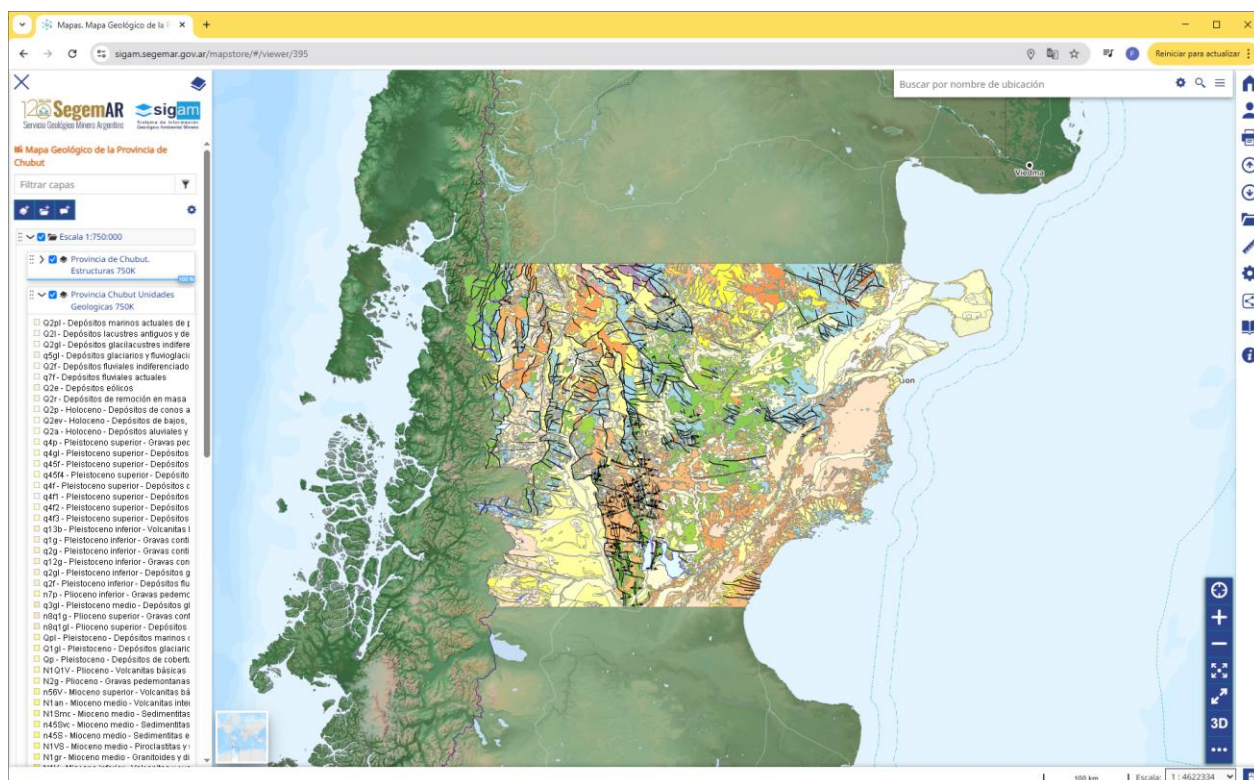 Mapas. Mapa Geológico de la P
sigam.segemar.gov.ar/mapstore/#/viewer/395
F
Reiniciar para actualizar
SegemAR
Servicio Geológico Minero Argentino
sigam
Sistema de Información
Geológico Ambiental Minero
Mapa Geológico de la Provincia de
Chubut
Filtrar capas
Escala 1:750:000
Provincia de Chubut.
Estructuras 750K
100 %
Provincia Chubut Unidades
Geologicas 750K
Q2pl - Depósitos marinos actuales de p
Q2l - Depósitos lacustres antiguos y de
Q2gl - Depósitos glacilacustres indifere
q5gl - Depósitos glaciarios y fluvioglacia
Q2f - Depósitos fluviales indiferenciado
q7f - Depósitos fluviales actuales
Q2e - Depósitos eólicos
Q2r - Depósitos de remoción en masa
Q2p - Holoceno - Depósitos de conos a
Q2ev - Holoceno - Depósitos de bajos,
Q2a - Holoceno - Depósitos aluviales y
q4p - Pleistoceno superior - Gravas ped
q4gl - Pleistoceno superior - Depósitos
q45f - Pleistoceno superior - Depósitos
q45f4 - Pleistoceno superior - Depósito
q4f - Pleistoceno superior - Depósitos c
q4f1 - Pleistoceno superior - Depósitos
q4f2 - Pleistoceno superior - Depósitos
q4f3 - Pleistoceno superior - Depósitos
q13b - Pleistoceno inferior - Volcanitas
q1g - Pleistoceno inferior - Gravas conti
q2g - Pleistoceno inferior - Gravas conti
q12g - Pleistoceno inferior - Gravas con
q2gl - Pleistoceno inferior - Depósitos g
q2f - Pleistoceno inferior - Depósitos flu
n7p - Plioceno inferior - Gravas pedemc
q3gl - Pleistoceno medio - Depósitos gl
n8q1g - Plioceno superior - Gravas cont
n8q1gl - Plioceno superior - Depósitos
Qpl - Pleistoceno - Depósitos marinos c
Q1gl - Pleistoceno - Depósitos glaciaric
Qp - Pleistoceno - Depósitos de cobertu
N1Q1V - Plioceno - Volcanitas básicas
N2g - Plioceno - Gravas pedemontanas
n56V - Mioceno superior - Volcanitas bá
N1an - Mioceno medio - Volcanitas inter
N1Smc - Mioceno medio - Sedimentitas
n45Svc - Mioceno medio - Sedimentitas
n45S - Mioceno medio - Sedimentitas e
N1VS - Mioceno medio - Piroclastitas y
N1gr - Mioceno medio - Granitoides y di
Buscar por nombre de ubicación
Viedma
son
3D
100 km
Escala:
1 : 4622334